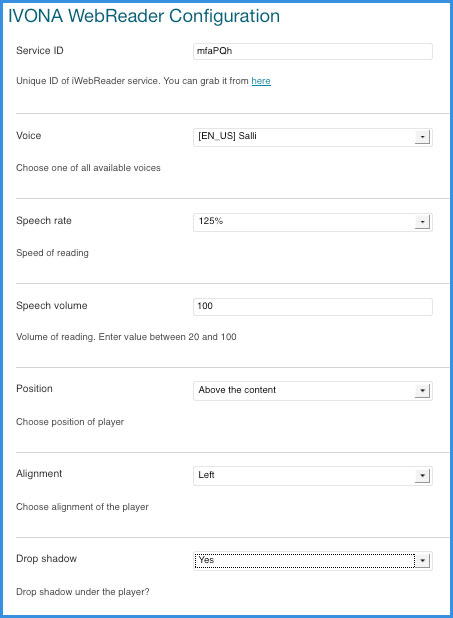 IVONA WebReader Configuration
Service ID mfaPQh
Unique ID of iWebReader service. You can grab it from here
Voice [EN_US] Salli
Choose one of all available voices
Speech rate 125%
Speed of reading
Speech volume 100
Volume of reading. Enter value between 20 and 100
Position Above the content
Choose position of player
Alignment Left
Choose alignment of the player
Drop shadow Yes
Drop shadow under the player?